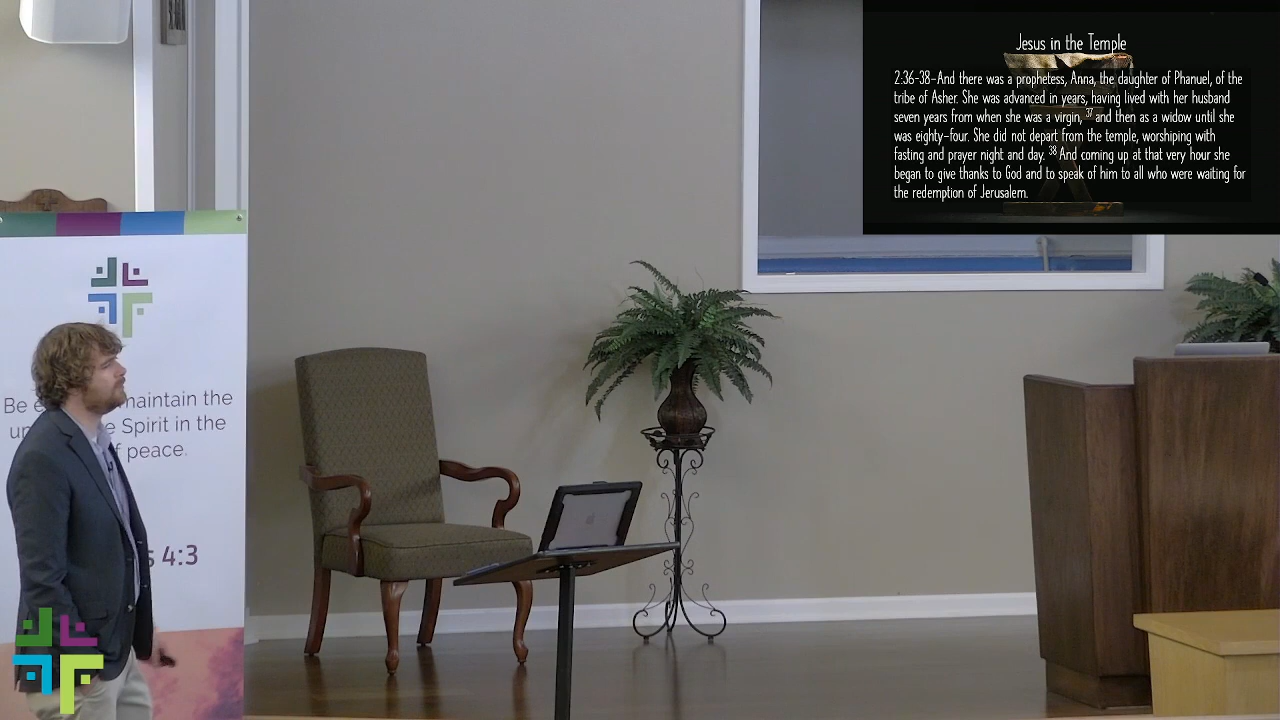 Jesus in the Temple
2:36-38-And there was a prophetess, Anna, the daughter of Phanuel, of the
tribe of Asher. She was advanced in years, having lived with her husband
seven years from when she was a virgin, 37 and then as a widow until she
was eighty-four. She did not depart from the temple, worshiping with
fasting and prayer night and day. 38 And coming up at that very hour she
began to give thanks to God and to speak of him to all who were waiting for
the redemption of Jerusalem.
Be maintain the
Spirit in the
peace.
4:3